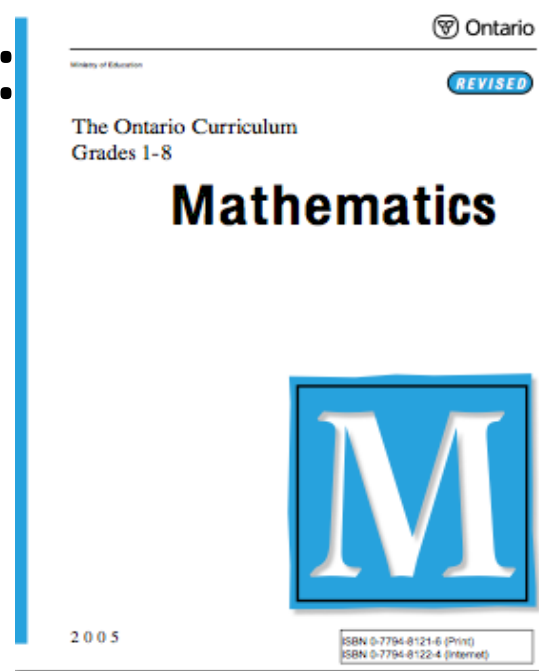 Ontario
Ministry of Education
REVISED
The Ontario Curriculum
Grades 1-8
Mathematics
M
2005
ISBN 0-7794-8121-6 (Print)
ISBN 0-7794-8122-4 (Internet)